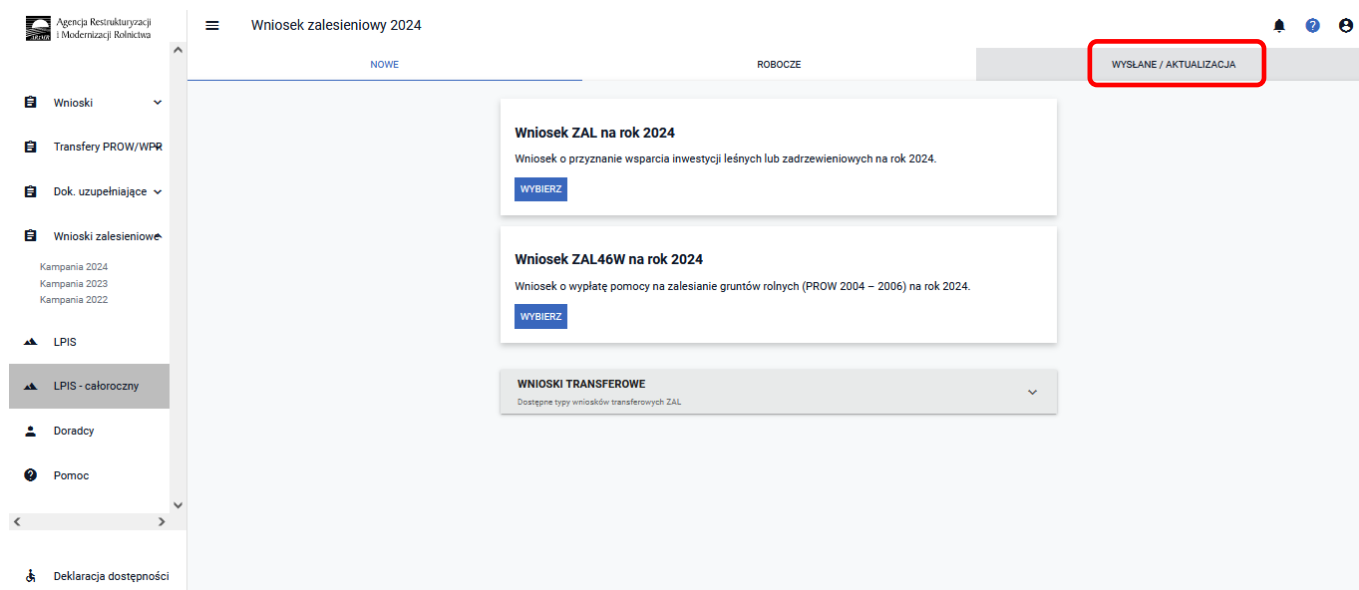 Agencja Restrukturyzacji
i Modernizacji Rolnictwa
Wniosek zalesieniowy 2024
NOWE
ROBOCZE
WYSŁANE / AKTUALIZACJA
Wnioski
Transfery PROW/WPR
Dok. uzupełniające
Wnioski zalesieniowe
Kampania 2024
Kampania 2023
Kampania 2022
LPIS
LPIS - całoroczny
Doradcy
Pomoc
Deklaracja dostępności
Wniosek ZAL na rok 2024
Wniosek o przyznanie wsparcia inwestycji leśnych lub zadrzewieniowych na rok 2024.
WYBIERZ
Wniosek ZAL46W na rok 2024
Wniosek o wypłatę pomocy na zalesianie gruntów rolnych (PROW 2004 – 2006) na rok 2024.
WYBIERZ
WNIOSKI TRANSFEROWE
Dostępne typy wniosków transferowych ZAL